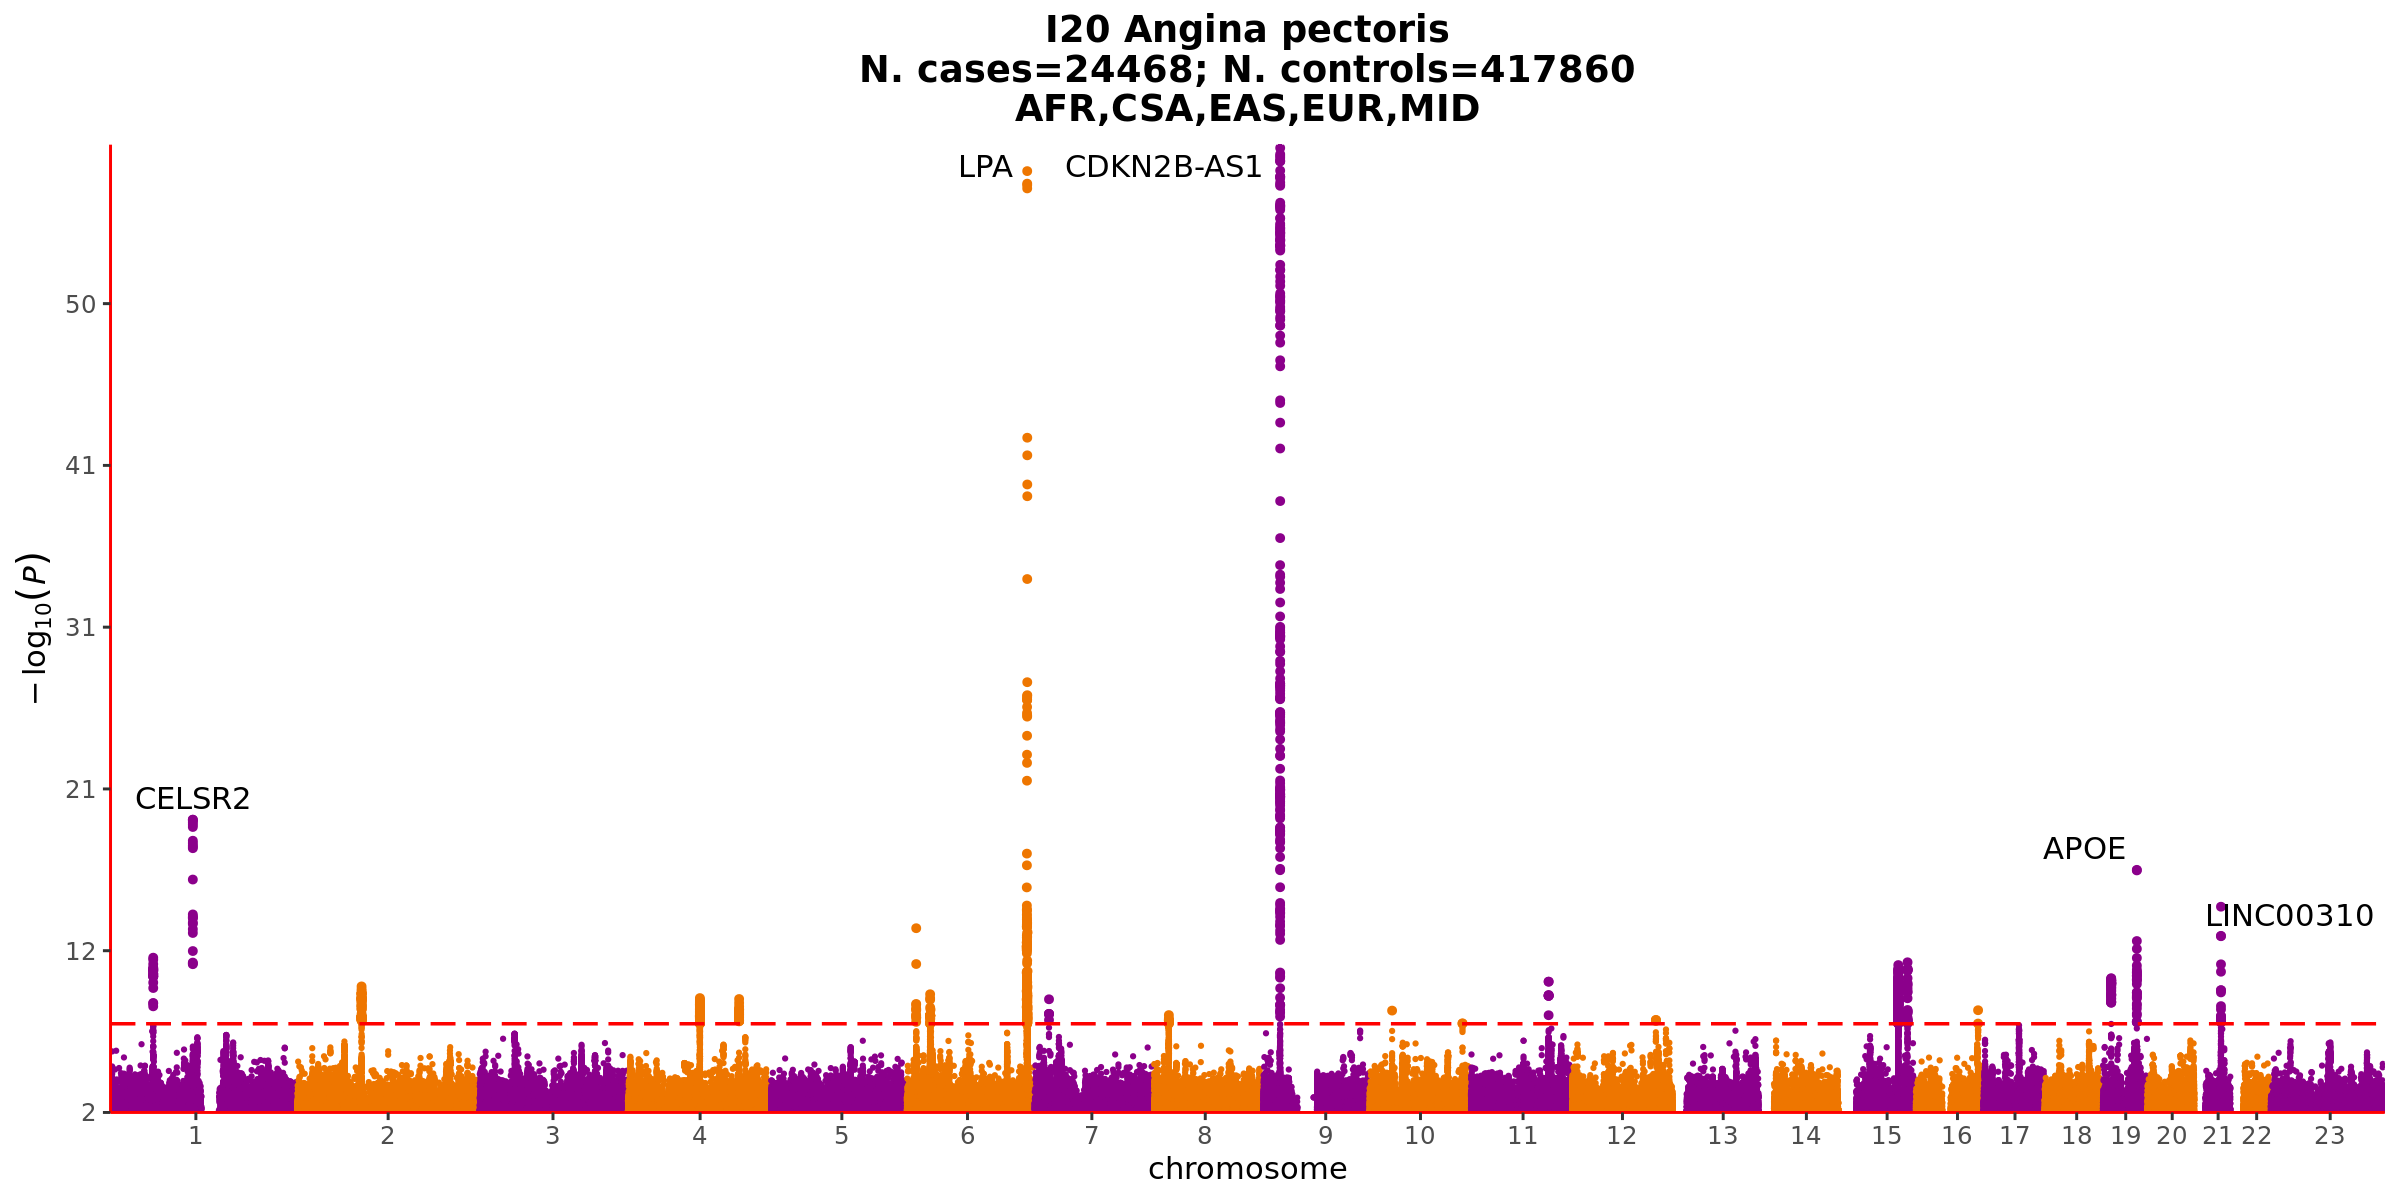 I20 Angina pectoris
N. cases=24468; N. controls=417860
AFR,CSA,EAS,EUR,MID
LPA
CDKN2B-AS1
50
41
31
21
12
2
−log10(P)
CELSR2
APOE
LINC00310
1 2 3 4 5 6 7 8 9 10 11 12 13 14 15 16 17 18 19 20 21 22 23
chromosome